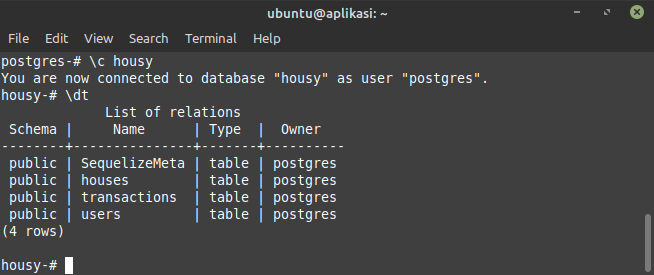 ubuntu@aplikasi: ~
File Edit View Search Terminal Help
postgres-# \c housy
You are now connected to database "housy" as user "postgres".
housy-# \dt
             List of relations
 Schema |     Name      | Type  |  Owner
--------+---------------+-------+----------
 public | SequelizeMeta | table | postgres
 public | houses        | table | postgres
 public | transactions  | table | postgres
 public | users         | table | postgres
(4 rows)
housy-#